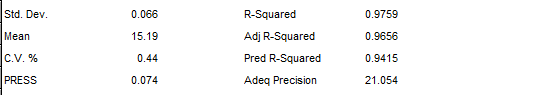 Std. Dev. 0.066 R-Squared 0.9759
Mean 15.19 Adj R-Squared 0.9656
C.V. % 0.44 Pred R-Squared 0.9415
PRESS 0.074 Adeq Precision 21.054